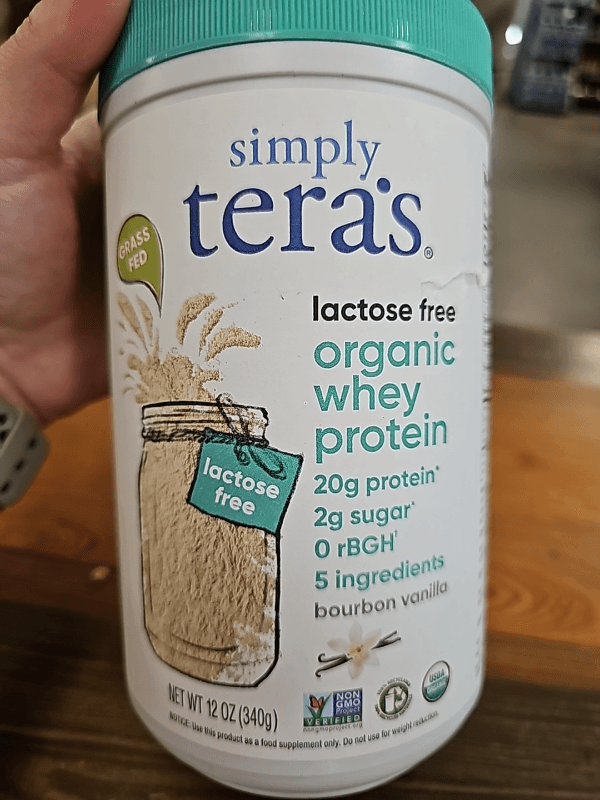 simply
tera's®
GRASS
FED
lactose free
organic
whey
protein
lactose
free
20g protein*
2g sugar*
0 rBGH†
5 ingredients
bourbon vanilla
NET WT 12 OZ (340g)
NON
GMO
Project
VERIFIED
nongmoproject.org
USDA
ORGANIC
NOTICE: Use this product as a food supplement only. Do not use for weight reduction.